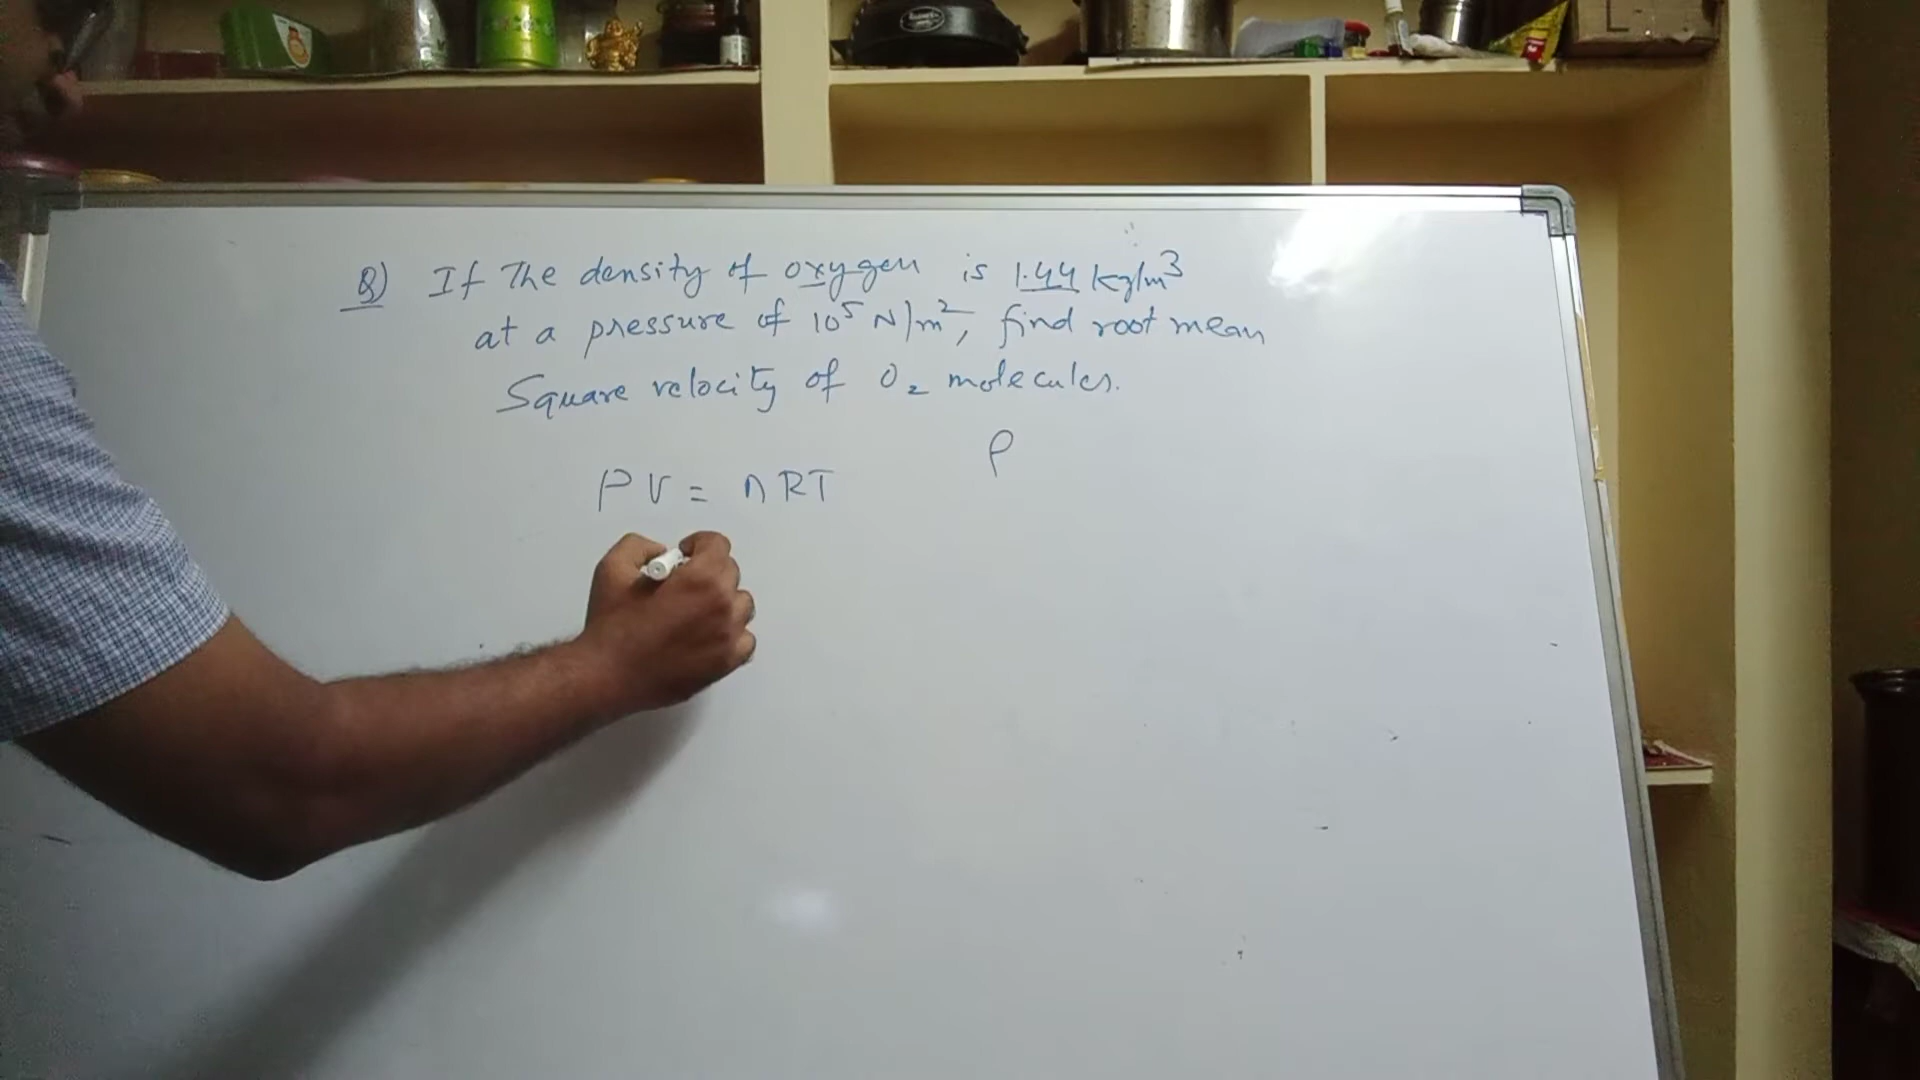 Q) If The density of oxygen is 1.44 kg/m³
at a pressure of 10⁵ N/m², find root mean
Square velocity of O₂ molecules.
ρ
PV = nRT